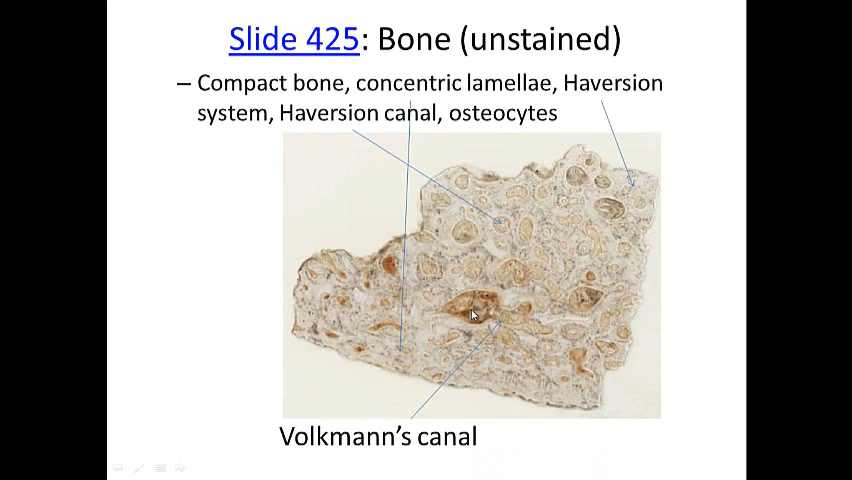 Slide 425: Bone (unstained)
– Compact bone, concentric lamellae, Haversion
system, Haversion canal, osteocytes
Volkmann's canal